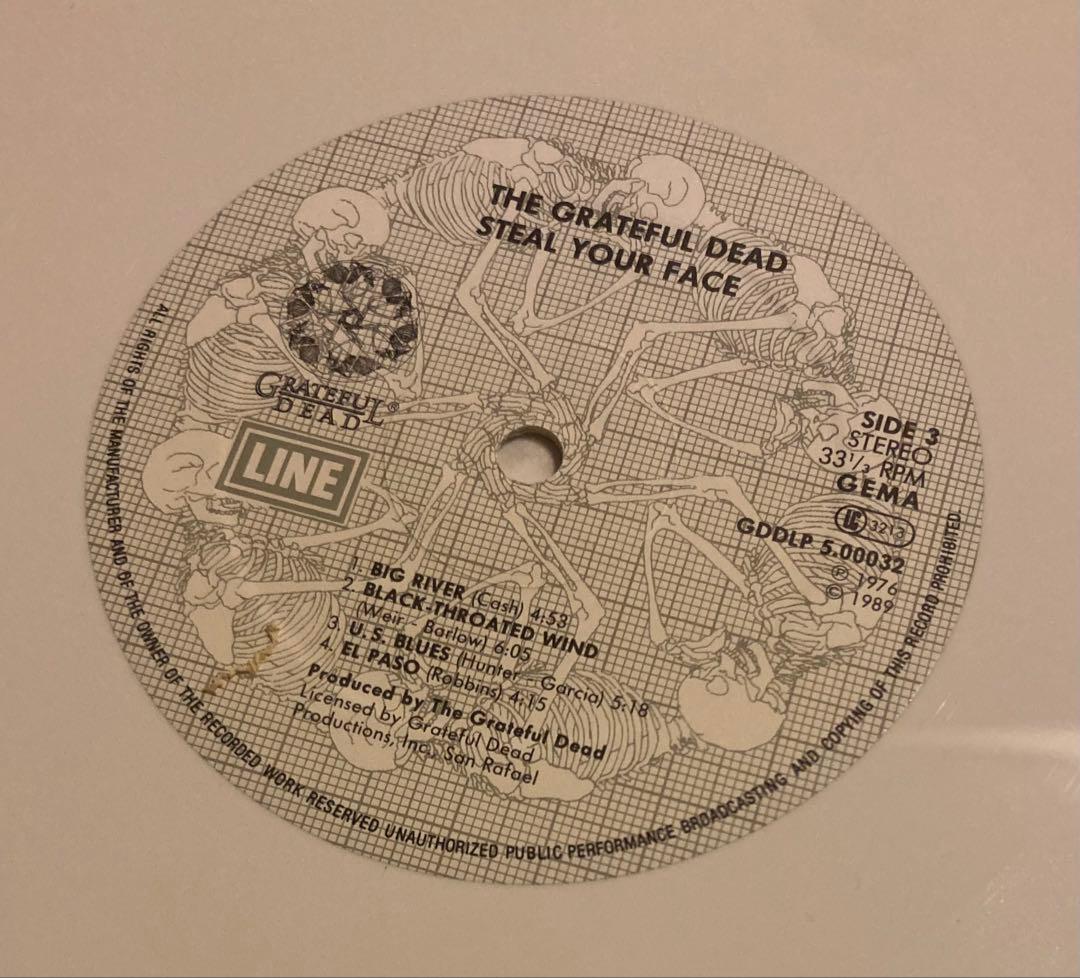 THE GRATEFUL DEAD
STEAL YOUR FACE
GRATEFUL®
DEAD
LINE
SIDE 3
STEREO
33 1/3 RPM
GEMA
LC 3213
GDDLP 5.00032
℗ 1976
© 1989
1. BIG RIVER (Cash) 4:53
2. BLACK-THROATED WIND
(Weir - Barlow) 6:05
3. U.S. BLUES (Hunter - Garcia) 5:18
4. EL PASO (Robbins) 4:15
Produced by The Grateful Dead
Licensed by Grateful Dead
Productions, Inc., San Rafael
ALL RIGHTS OF THE MANUFACTURER AND OF THE OWNER OF THE RECORDED WORK RESERVED UNAUTHORIZED PUBLIC PERFORMANCE BROADCASTING AND COPYING OF THIS RECORD PROHIBITED